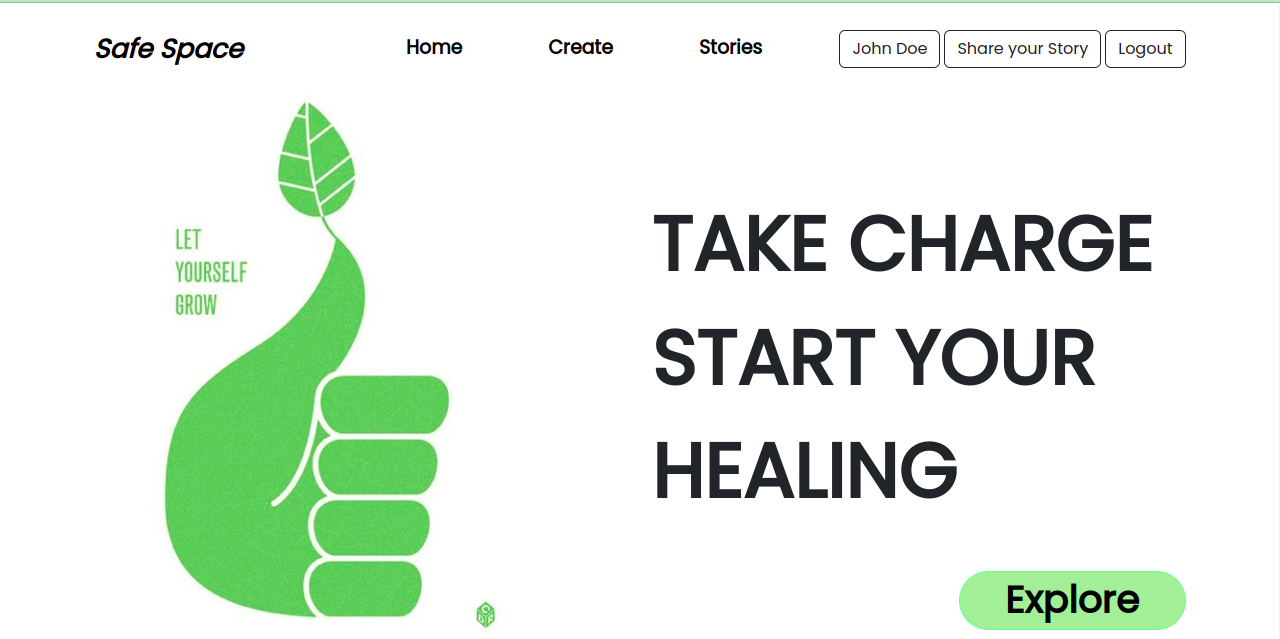 Safe Space
Home
Create
Stories
John Doe
Share your Story
Logout
LET
YOURSELF
GROW
TAKE CHARGE
START YOUR
HEALING
Explore